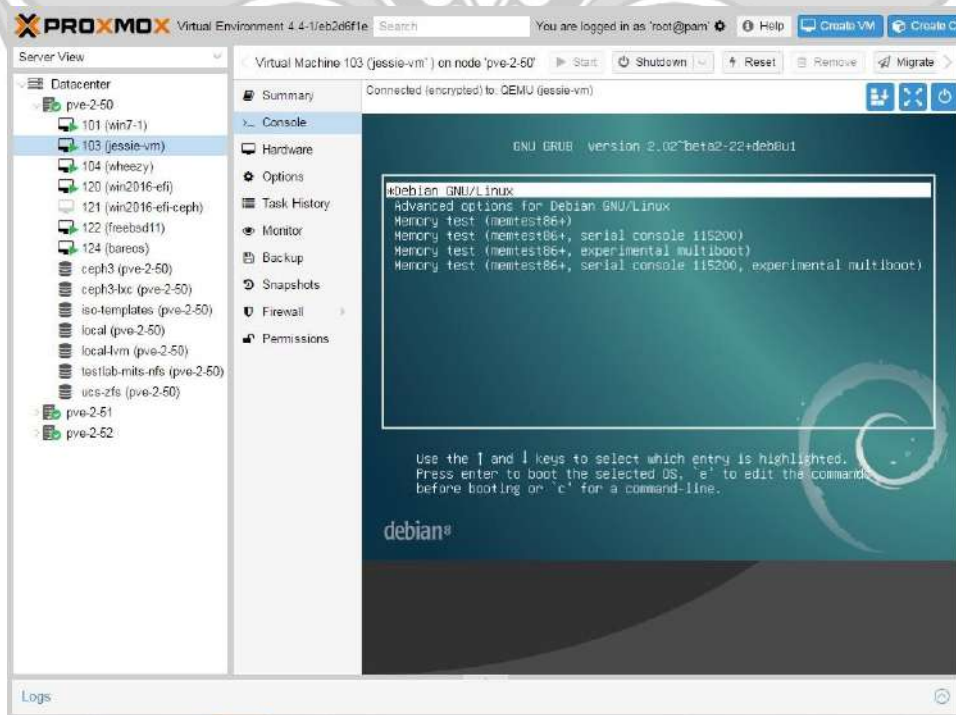 PROXMOX Virtual Environment 4.4-1/eb2d6f1e Search You are logged in as 'root@pam' Help Create VM Create C
Server View
Virtual Machine 103 ('jessie-vm' ) on node 'pve-2-50' Start Shutdown Reset Remove Migrate
Datacenter
pve-2-50
101 (win7-1)
103 (jessie-vm)
104 (wheezy)
120 (win2016-efi)
121 (win2016-efi-ceph)
122 (freebsd11)
124 (bareos)
ceph3 (pve-2-50)
ceph3-lxc (pve-2-50)
iso-templates (pve-2-50)
local (pve-2-50)
local-lvm (pve-2-50)
testlab-mits-nfs (pve-2-50)
ucs-zfs (pve-2-50)
pve-2-51
pve-2-52
Summary
Console
Hardware
Options
Task History
Monitor
Backup
Snapshots
Firewall
Permissions
Connected (encrypted) to: QEMU (jessie-vm)
GNU GRUB version 2.02~beta2-22+deb8u1
*Debian GNU/Linux
Advanced options for Debian GNU/Linux
Memory test (memtest86+)
Memory test (memtest86+, serial console 115200)
Memory test (memtest86+, experimental multiboot)
Memory test (memtest86+, serial console 115200, experimental multiboot)
Use the ↑ and ↓ keys to select which entry is highlighted.
Press enter to boot the selected OS, `e' to edit the commands
before booting or `c' for a command-line.
debian8
Logs